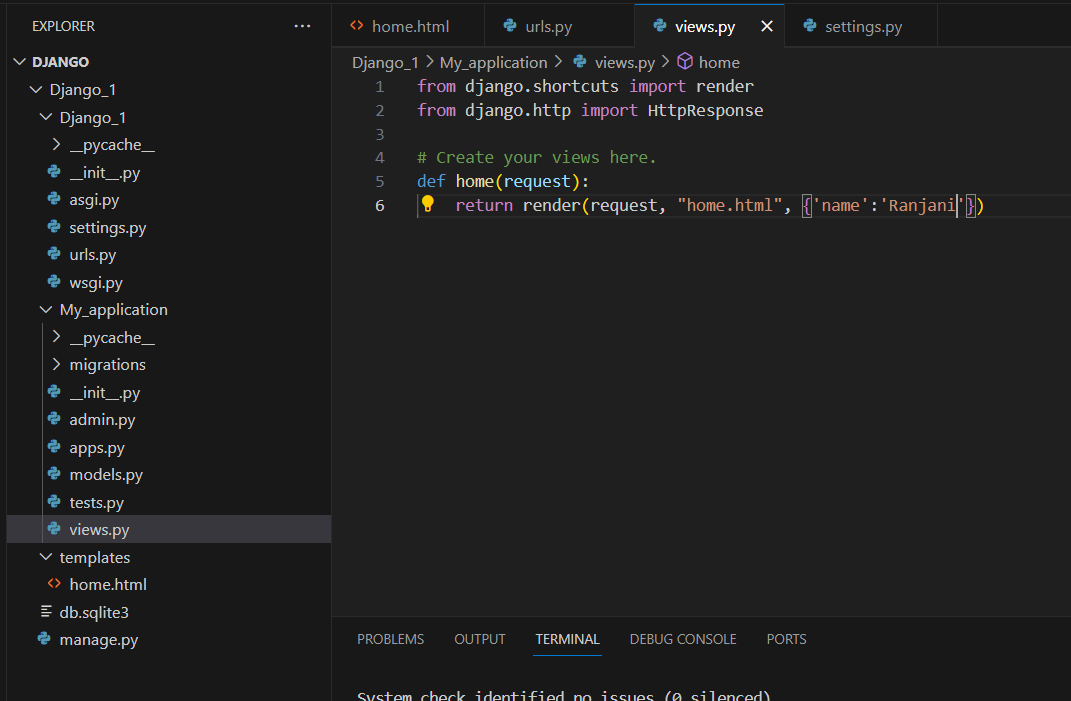 EXPLORER ···
DJANGO
Django_1
Django_1
__pycache__
__init__.py
asgi.py
settings.py
urls.py
wsgi.py
My_application
__pycache__
migrations
__init__.py
admin.py
apps.py
models.py
tests.py
views.py
templates
home.html
db.sqlite3
manage.py
home.html urls.py views.py settings.py
Django_1 > My_application > views.py > home
1 from django.shortcuts import render
2 from django.http import HttpResponse
3
4 # Create your views here.
5 def home(request):
6 return render(request, "home.html", {'name':'Ranjani'})
PROBLEMS OUTPUT TERMINAL DEBUG CONSOLE PORTS
System check identified no issues (0 silenced)